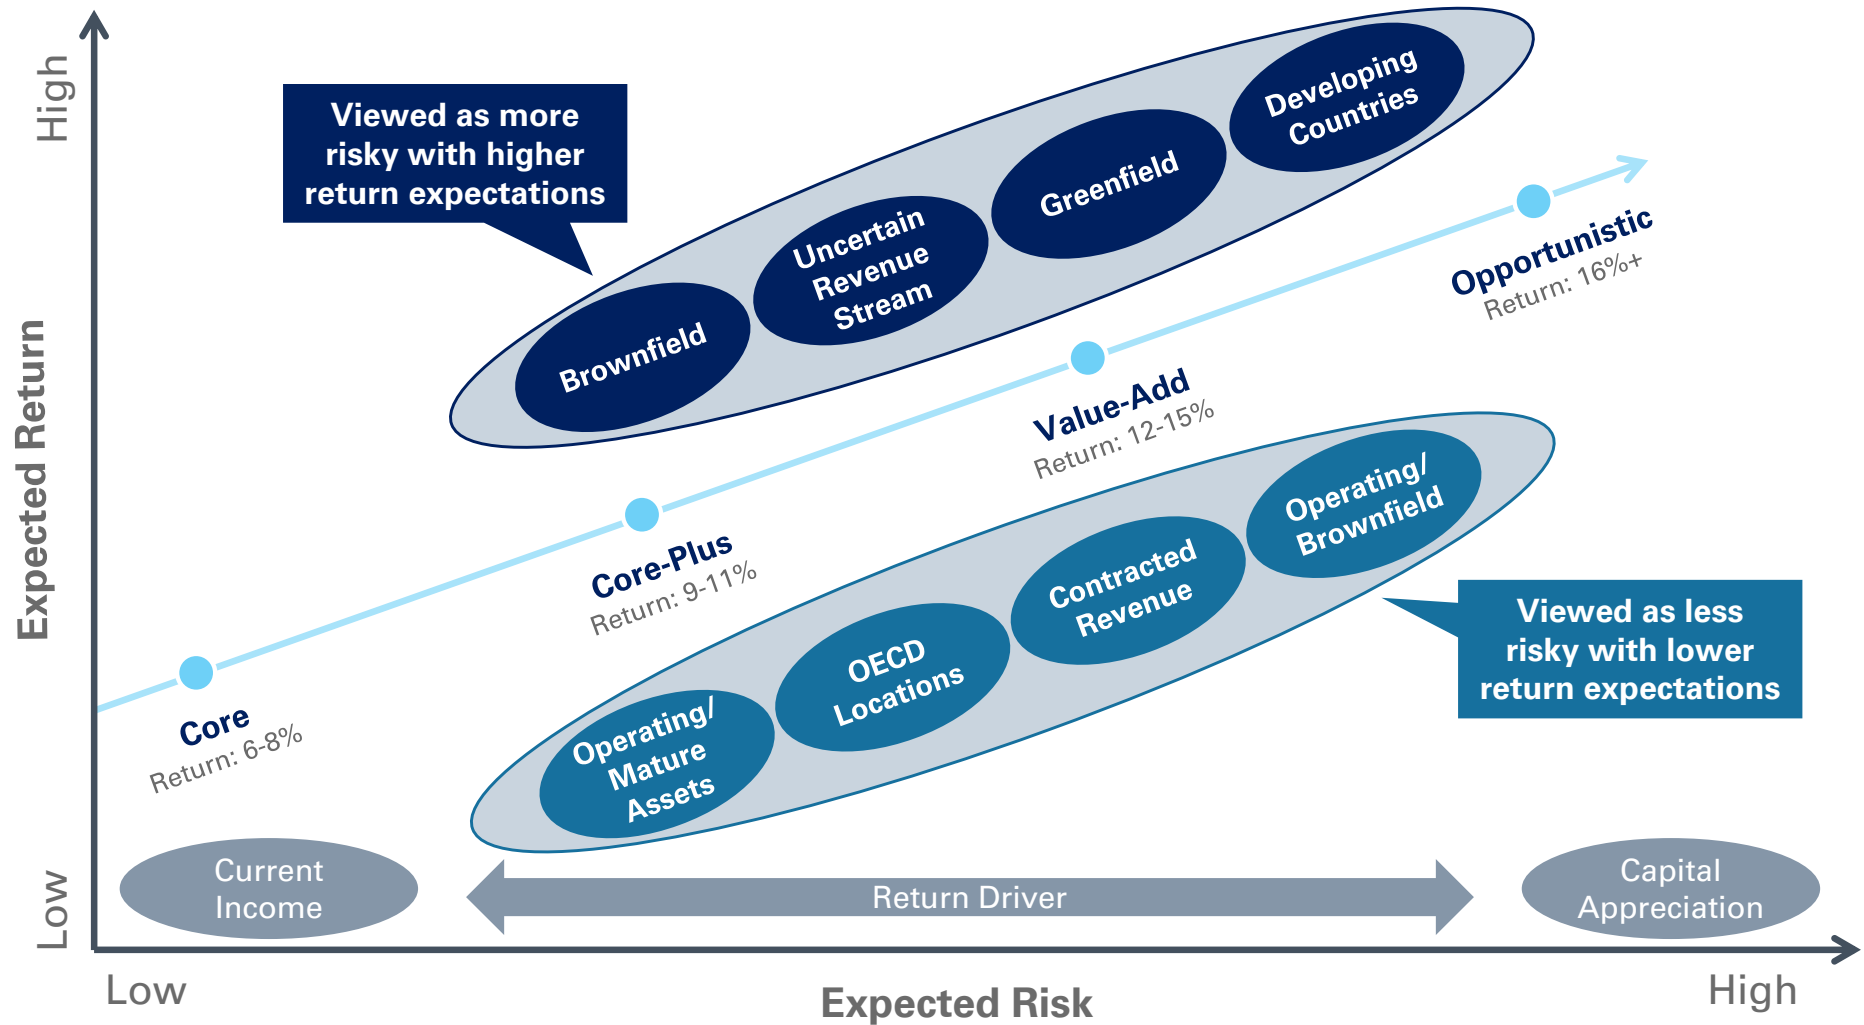 High
Viewed as more
risky with higher
return expectations
Developing
Countries
Greenfield
Uncertain
Revenue
Stream
Brownfield
Opportunistic
Return: 16%+
Value-Add
Return: 12-15%
Core-Plus
Return: 9-11%
Core
Return: 6-8%
Expected Return
Operating/
Brownfield
Contracted
Revenue
OECD
Locations
Operating/
Mature
Assets
Viewed as less
risky with lower
return expectations
Current
Income
Return Driver
Capital
Appreciation
Low
Low
Expected Risk
High